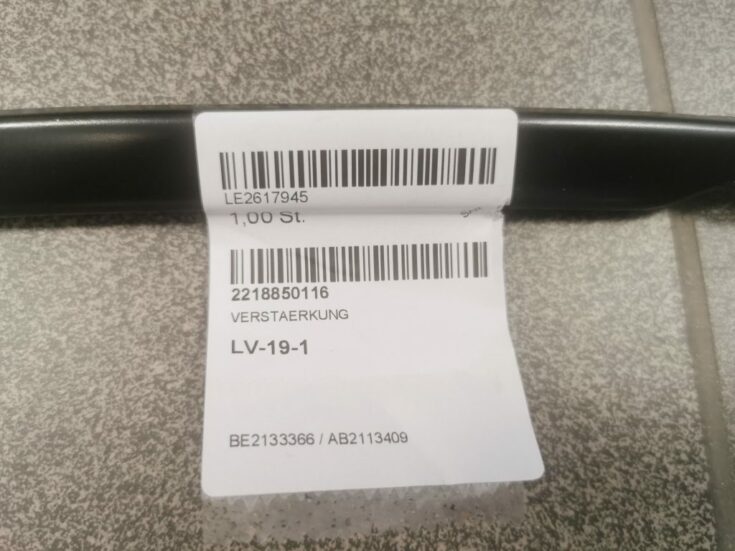 LE2617945
1,00 St.
2218850116
VERSTAERKUNG
LV-19-1
BE2133366 / AB2113409